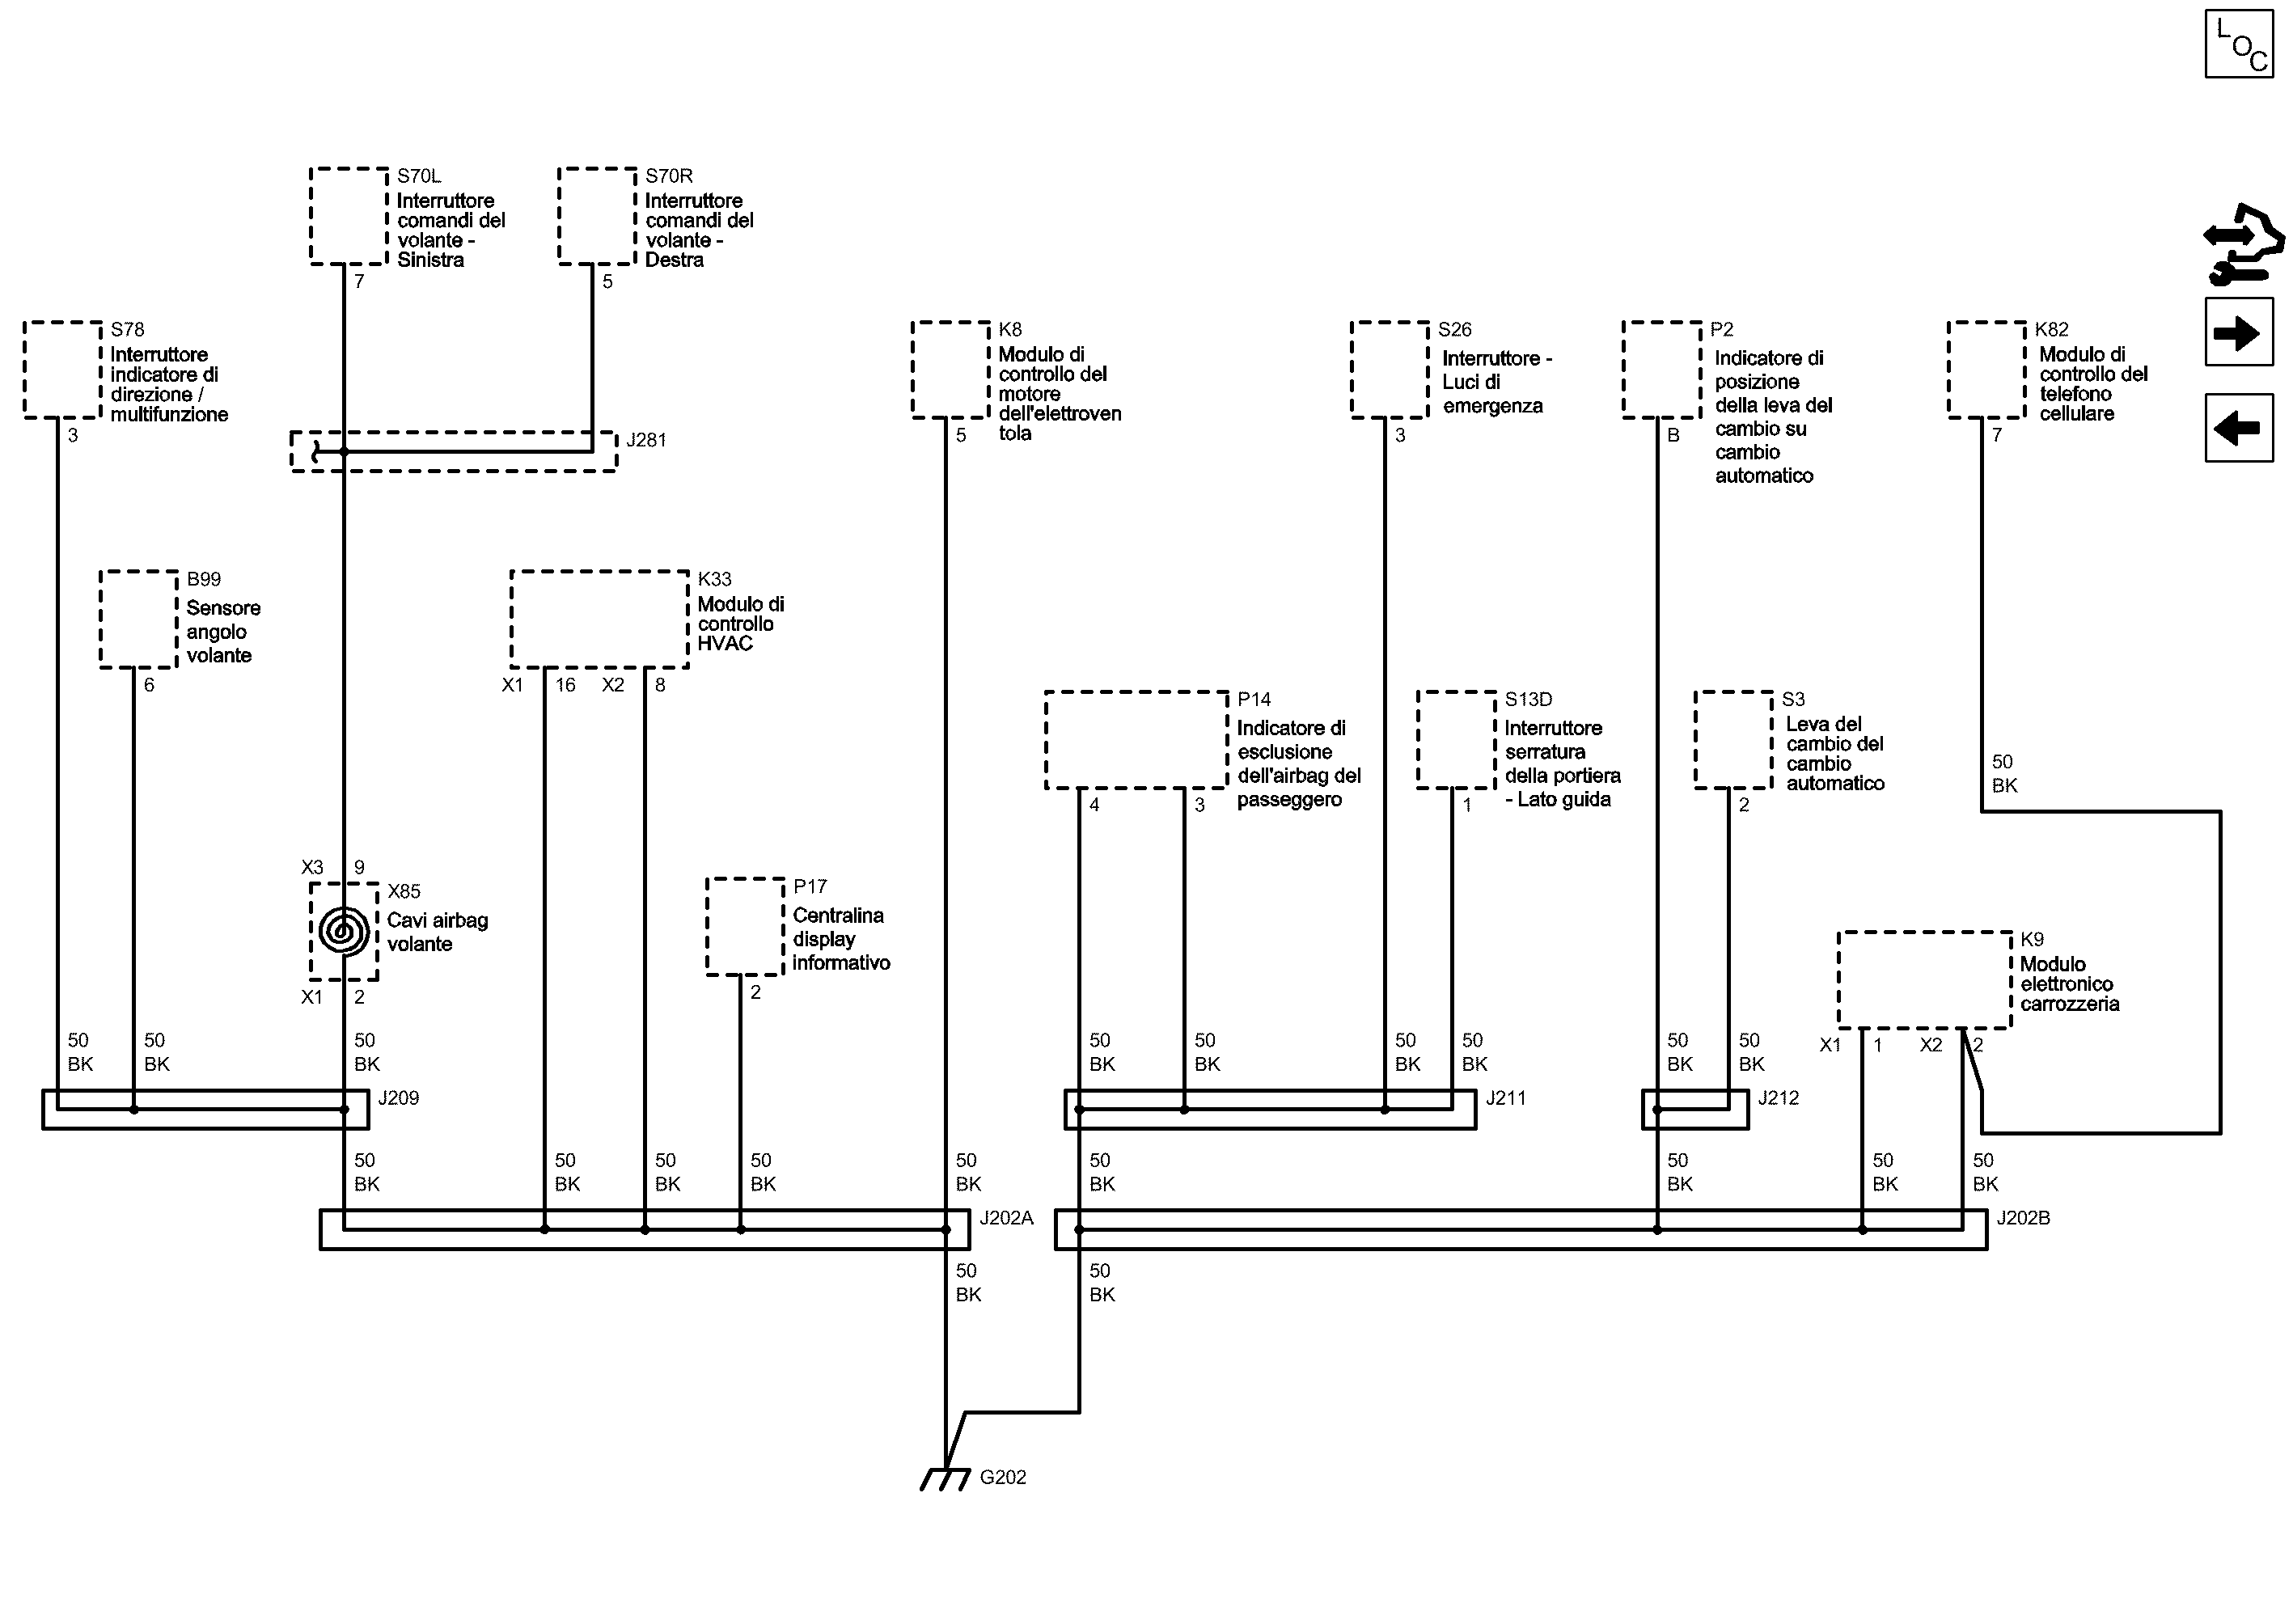 LOC
S70L
Interruttore
comandi del
volante -
Sinistra
7
S70R
Interruttore
comandi del
volante -
Destra
5
S78
Interruttore
indicatore di
direzione /
multifunzione
3
J281
K8
Modulo di
controllo del
motore
dell'elettroven
tola
5
S26
Interruttore -
Luci di
emergenza
3
P2
Indicatore di
posizione
della leva del
cambio su
cambio
automatico
B
K82
Modulo di
controllo del
telefono
cellulare
7
B99
Sensore
angolo
volante
6
K33
Modulo di
controllo
HVAC
X1 16 X2 8
P14
Indicatore di
esclusione
dell'airbag del
passeggero
4 3
S13D
Interruttore
serratura
della portiera
- Lato guida
1
S3
Leva del
cambio del
cambio
automatico
2
50
BK
X3 9
X85
Cavi airbag
volante
X1 2
P17
Centralina
display
informativo
2
K9
Modulo
elettronico
carrozzeria
X1 1 X2 2
50 50 50 50 50 50 50 50 50
BK BK BK BK BK BK BK BK BK
J209
J211
J212
50 50 50 50 50 50 50 50 50
BK BK BK BK BK BK BK BK BK
J202A
J202B
50 50
BK BK
G202